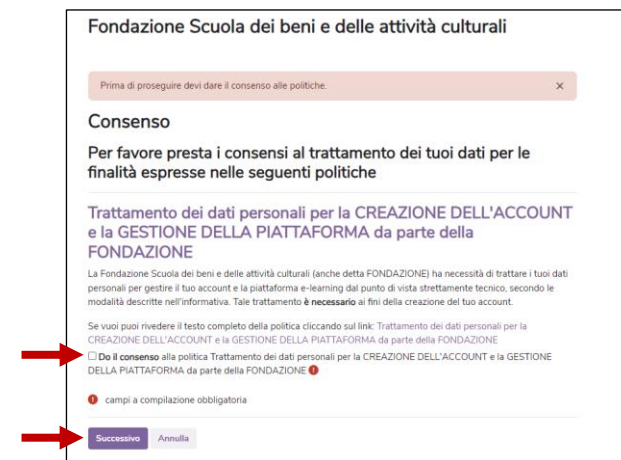 Fondazione Scuola dei beni e delle attività culturali
Prima di proseguire devi dare il consenso alle politiche. ×
Consenso
Per favore presta i consensi al trattamento dei tuoi dati per le
finalità espresse nelle seguenti politiche
Trattamento dei dati personali per la CREAZIONE DELL'ACCOUNT
e la GESTIONE DELLA PIATTAFORMA da parte della
FONDAZIONE
La Fondazione Scuola dei beni e delle attività culturali (anche detta FONDAZIONE) ha necessità di trattare i tuoi dati
personali per gestire il tuo account e la piattaforma e-learning dal punto di vista strettamente tecnico, secondo le
modalità descritte nell'informativa. Tale trattamento è necessario ai fini della creazione del tuo account.
Se vuoi puoi rivedere il testo completo della politica cliccando sul link: Trattamento dei dati personali per la
CREAZIONE DELL'ACCOUNT e la GESTIONE DELLA PIATTAFORMA da parte della FONDAZIONE
Do il consenso alla politica Trattamento dei dati personali per la CREAZIONE DELL'ACCOUNT e la GESTIONE
DELLA PIATTAFORMA da parte della FONDAZIONE
campi a compilazione obbligatoria
Successivo Annulla